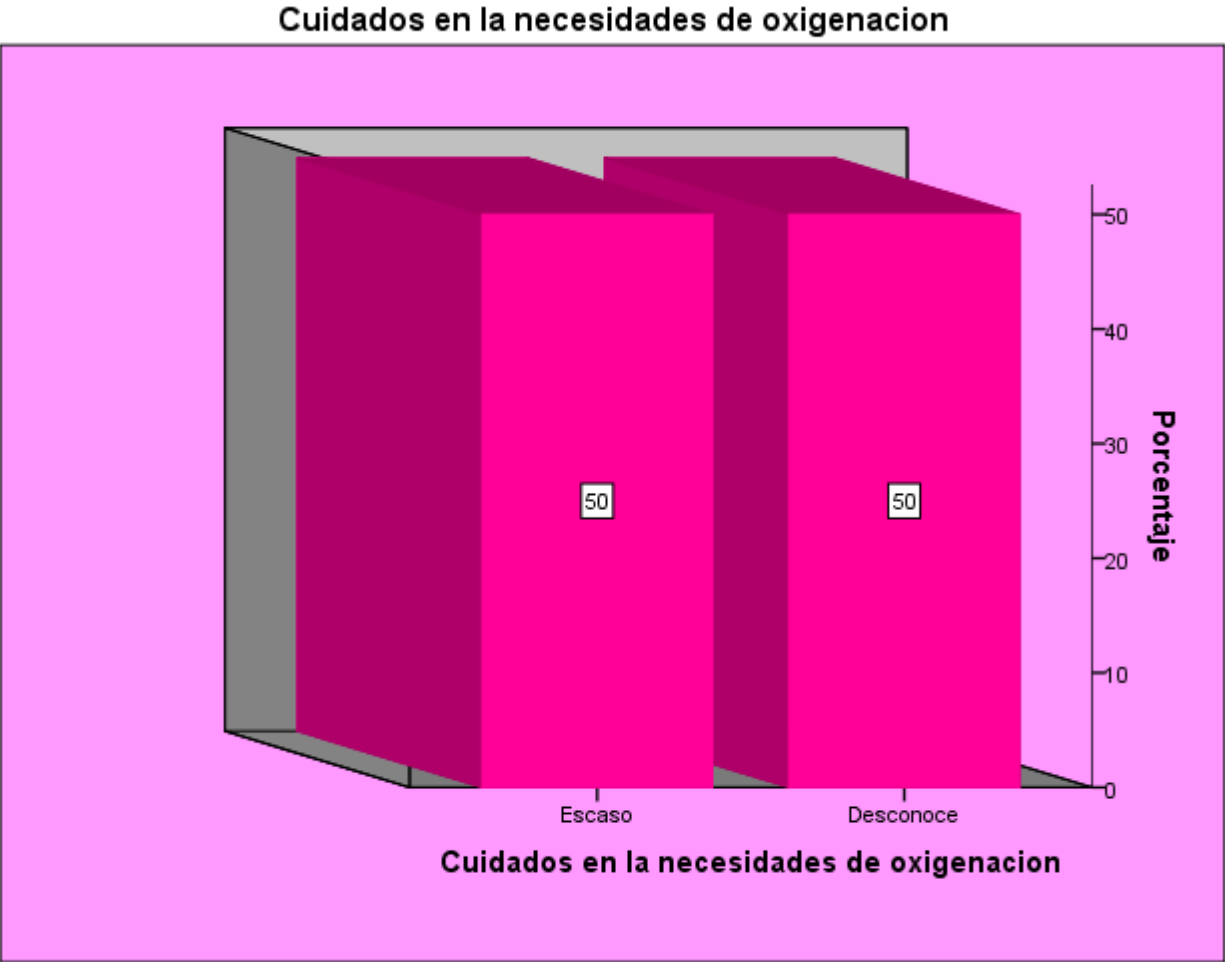 Cuidados en la necesidades de oxigenacion
50
40
30
20
10
0
Porcentaje
50
50
Escaso
Desconoce
Cuidados en la necesidades de oxigenacion